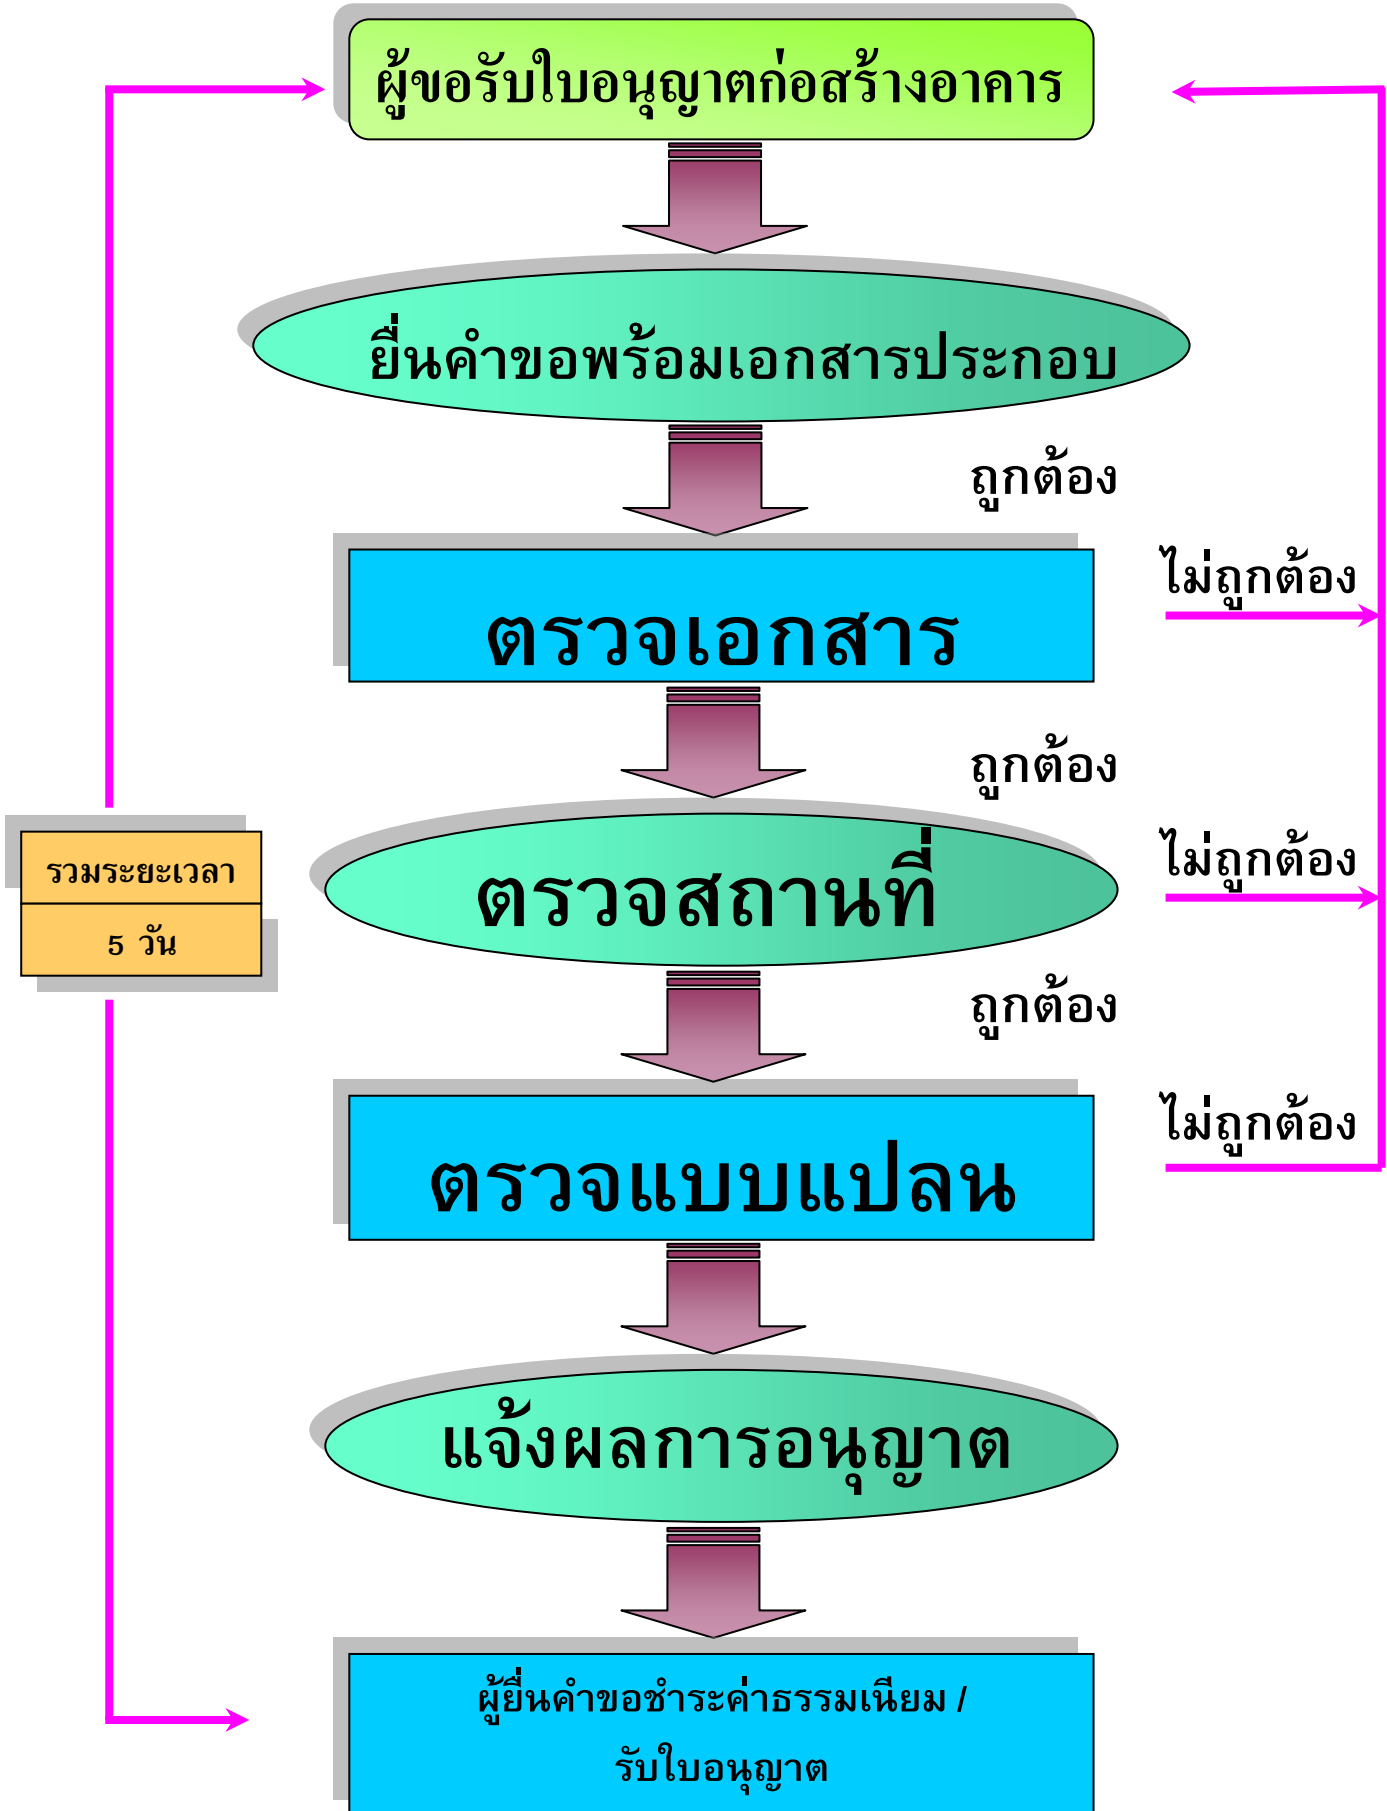 ผู้ขอรับใบอนุญาตก่อสร้างอาคาร
ยื่นคำขอพร้อมเอกสารประกอบ
ถูกต้อง
ไม่ถูกต้อง
ตรวจเอกสาร
ถูกต้อง
ไม่ถูกต้อง
ตรวจสถานที่
รวมระยะเวลา
5 วัน
ถูกต้อง
ไม่ถูกต้อง
ตรวจแบบแปลน
แจ้งผลการอนุญาต
ผู้ยื่นคำขอชำระค่าธรรมเนียม /
รับใบอนุญาต